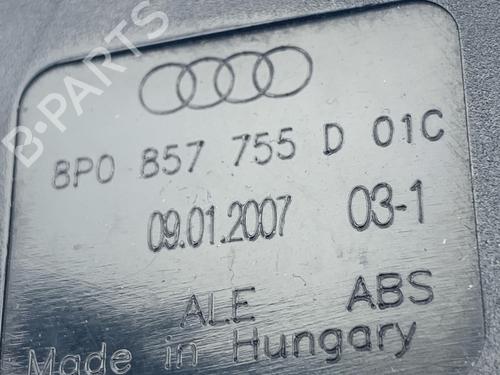 B-PARTS
8P0 857 755 D 01C
09.01.2007 03-1
ALE ABS
Made in Hungary